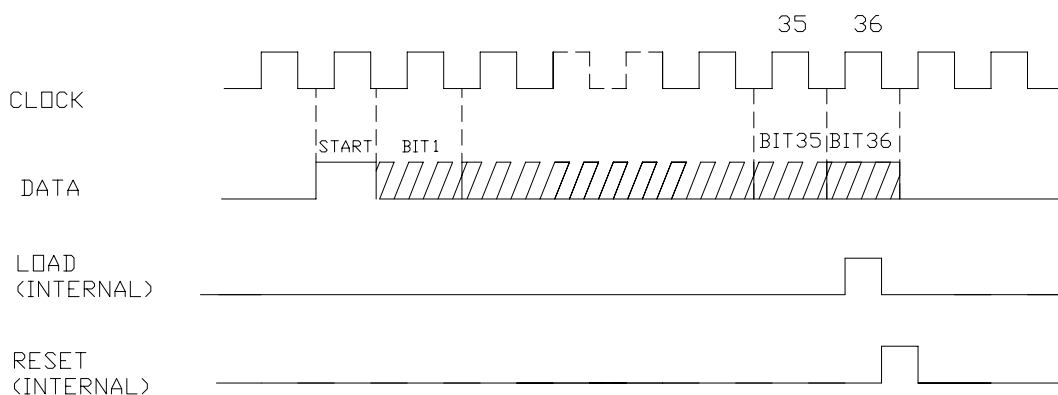 35 36
CLOCK
START BIT1 BIT35 BIT36
DATA
LOAD
(INTERNAL)
RESET
(INTERNAL)